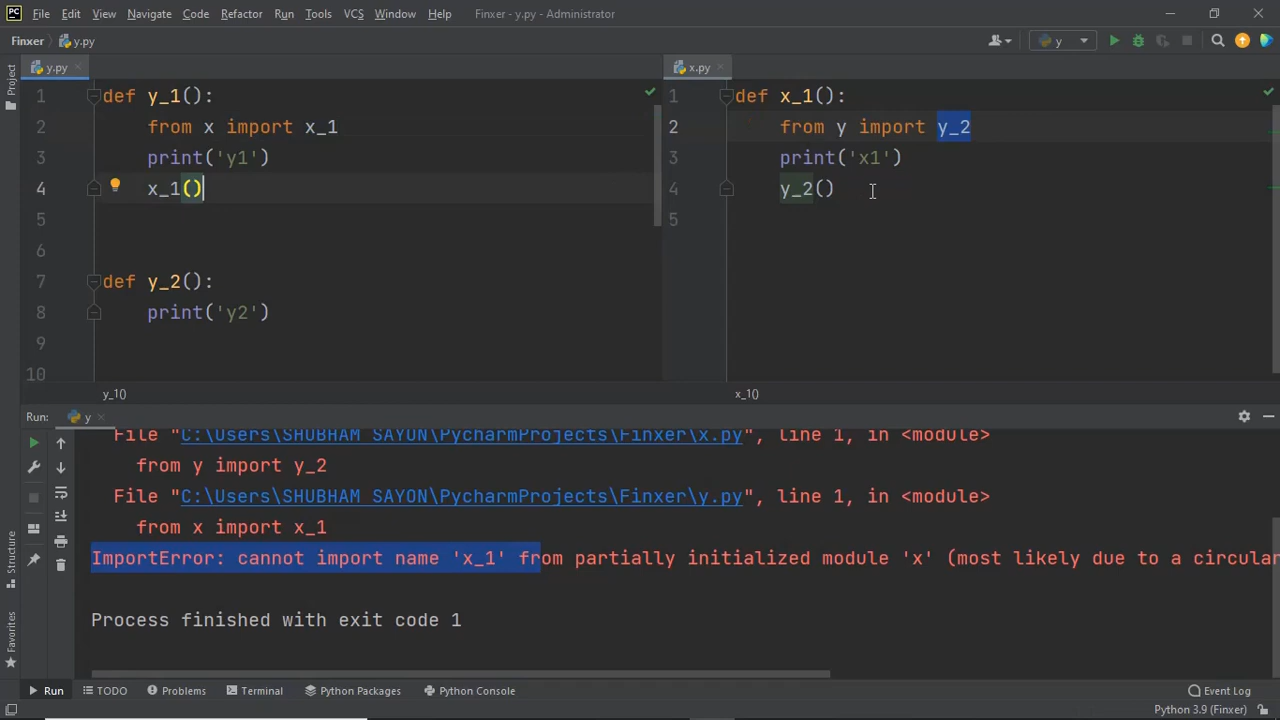 File Edit View Navigate Code Refactor Run Tools VCS Window Help Finxer - y.py - Administrator
Finxer y.py y
Project
y.py
1 def y_1():
2 from x import x_1
3 print('y1')
4 x_1()
5
6
7 def y_2():
8 print('y2')
9
10
y_1()
x.py
1 def x_1():
2 from y import y_2
3 print('x1')
4 y_2()
5
x_1()
Run: y
File "C:\Users\SHUBHAM SAYON\PycharmProjects\Finxer\x.py", line 1, in <module>
from y import y_2
File "C:\Users\SHUBHAM SAYON\PycharmProjects\Finxer\y.py", line 1, in <module>
from x import x_1
ImportError: cannot import name 'x_1' from partially initialized module 'x' (most likely due to a circular
Process finished with exit code 1
Structure
Favorites
Run TODO Problems Terminal Python Packages Python Console Event Log
Python 3.9 (Finxer)